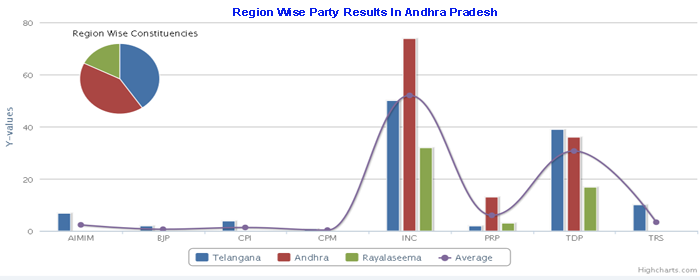 Region Wise Party Results In Andhra Pradesh
Region Wise Constituencies
Y-values
80
60
40
20
0
AIMIM BJP CPI CPM INC PRP TDP TRS
Telangana Andhra Rayalaseema Average
Highcharts.com